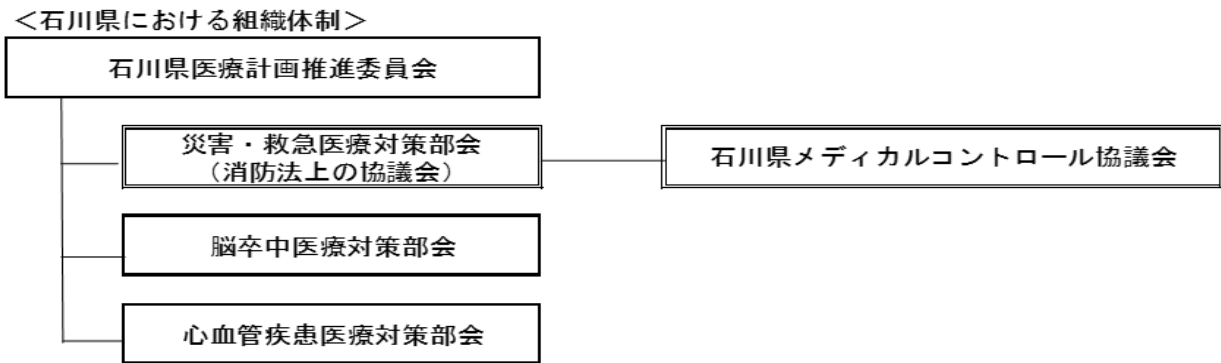 ＜石川県における組織体制＞
石川県医療計画推進委員会
災害・救急医療対策部会
（消防法上の協議会）
石川県メディカルコントロール協議会
脳卒中医療対策部会
心血管疾患医療対策部会